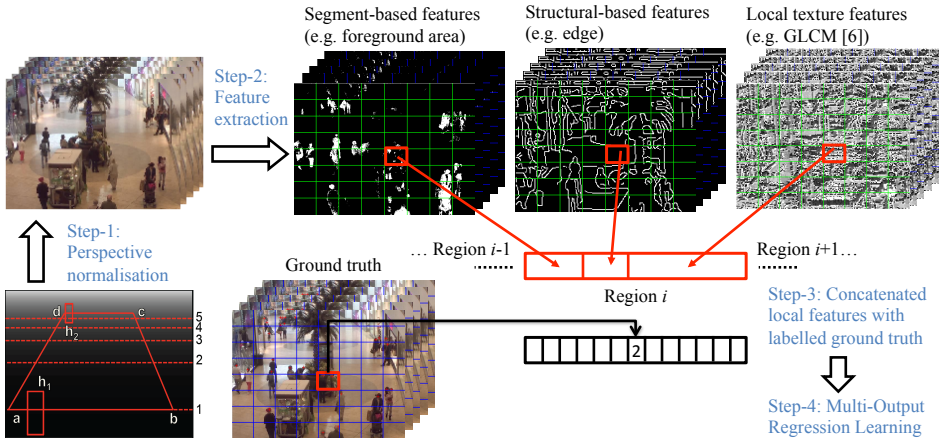 Segment-based features
(e.g. foreground area)
Structural-based features
(e.g. edge)
Local texture features
(e.g. GLCM [6])
Step-2:
Feature
extraction
Step-1:
Perspective
normalisation
… Region i-1
Region i+1…
Region i
Ground truth
2
Step-3: Concatenated
local features with
labelled ground truth
Step-4: Multi-Output
Regression Learning
d
c
h2
h1
a
b
5
4
3
2
1